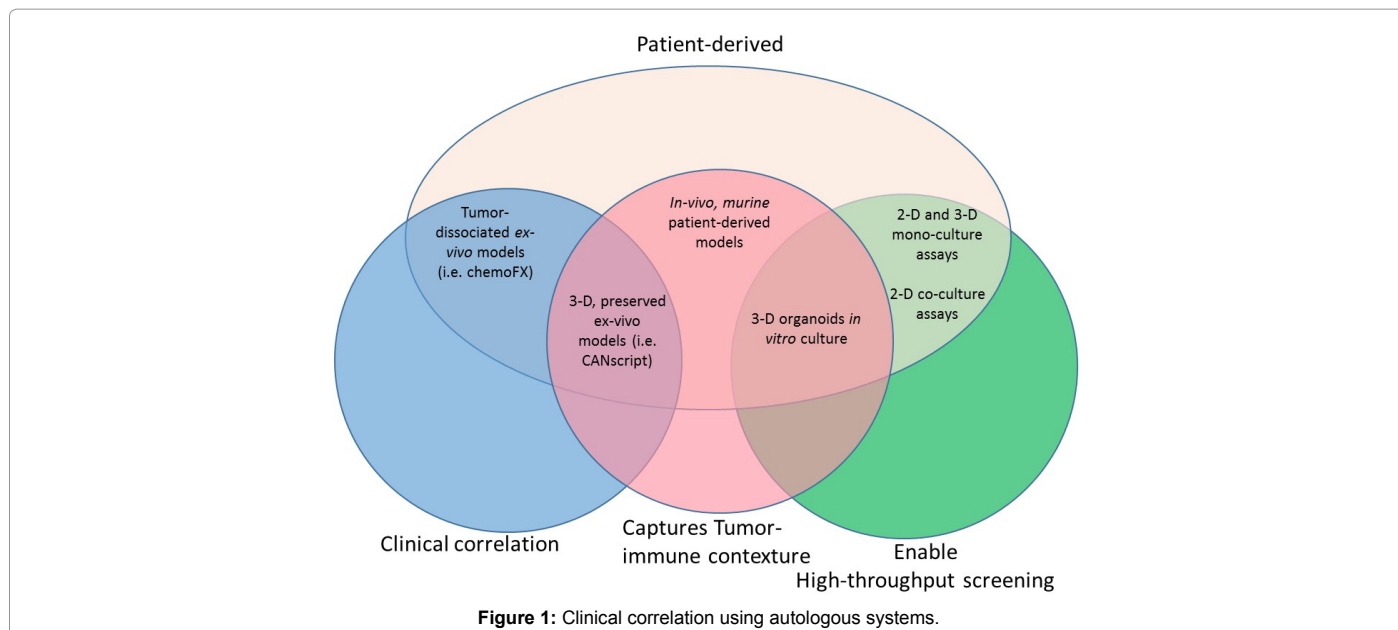 Patient-derived
Tumor-
dissociated ex-
vivo models
(i.e. chemoFX)
In-vivo, murine
patient-derived
models
2-D and 3-D
mono-culture
assays
2-D co-culture
assays
3-D, preserved
ex-vivo
models (i.e.
CANscript)
3-D organoids in
vitro culture
Clinical correlation
Captures Tumor-
immune contexture
Enable
High-throughput screening
Figure 1: Clinical correlation using autologous systems.